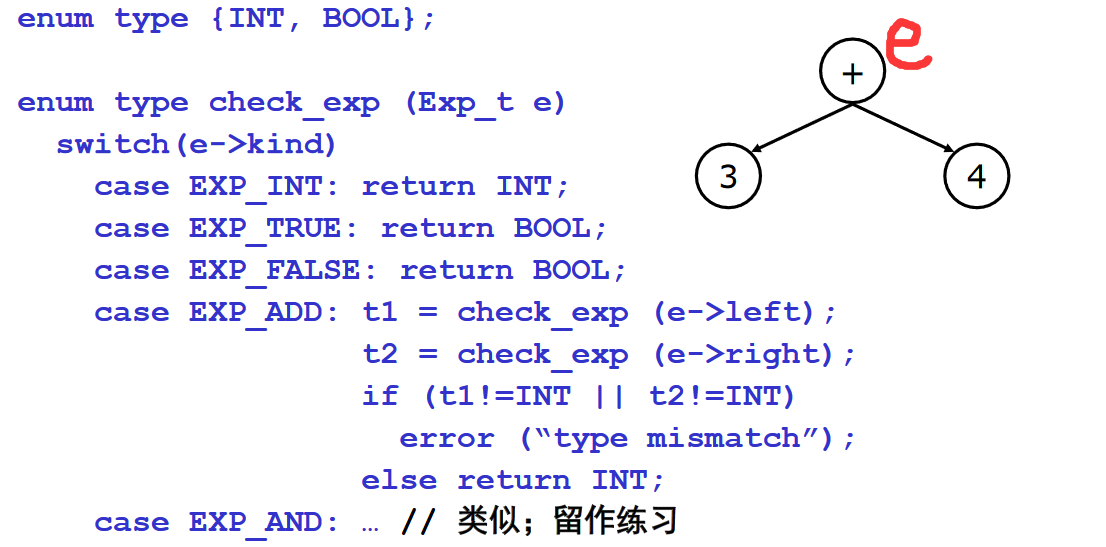 enum type {INT, BOOL};
enum type check_exp (Exp_t e)
switch(e->kind)
case EXP_INT: return INT;
case EXP_TRUE: return BOOL;
case EXP_FALSE: return BOOL;
case EXP_ADD: t1 = check_exp (e->left);
t2 = check_exp (e->right);
if (t1!=INT || t2!=INT)
error (“type mismatch”);
else return INT;
case EXP_AND: … // 类似；留作练习
+ e
3 4